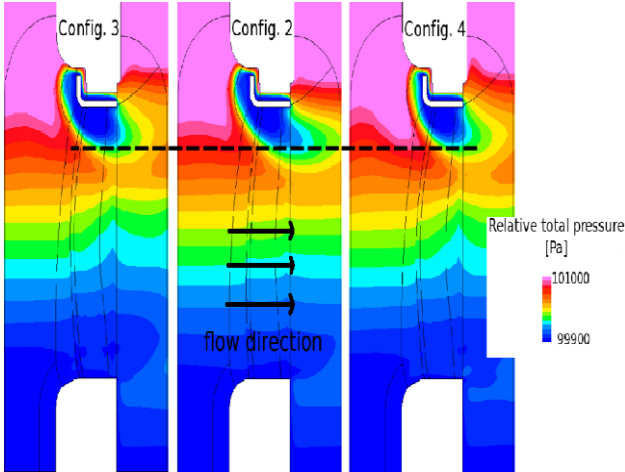 Config. 3
Config. 2
Config. 4
Relative total pressure
[Pa]
101000
99900
flow direction